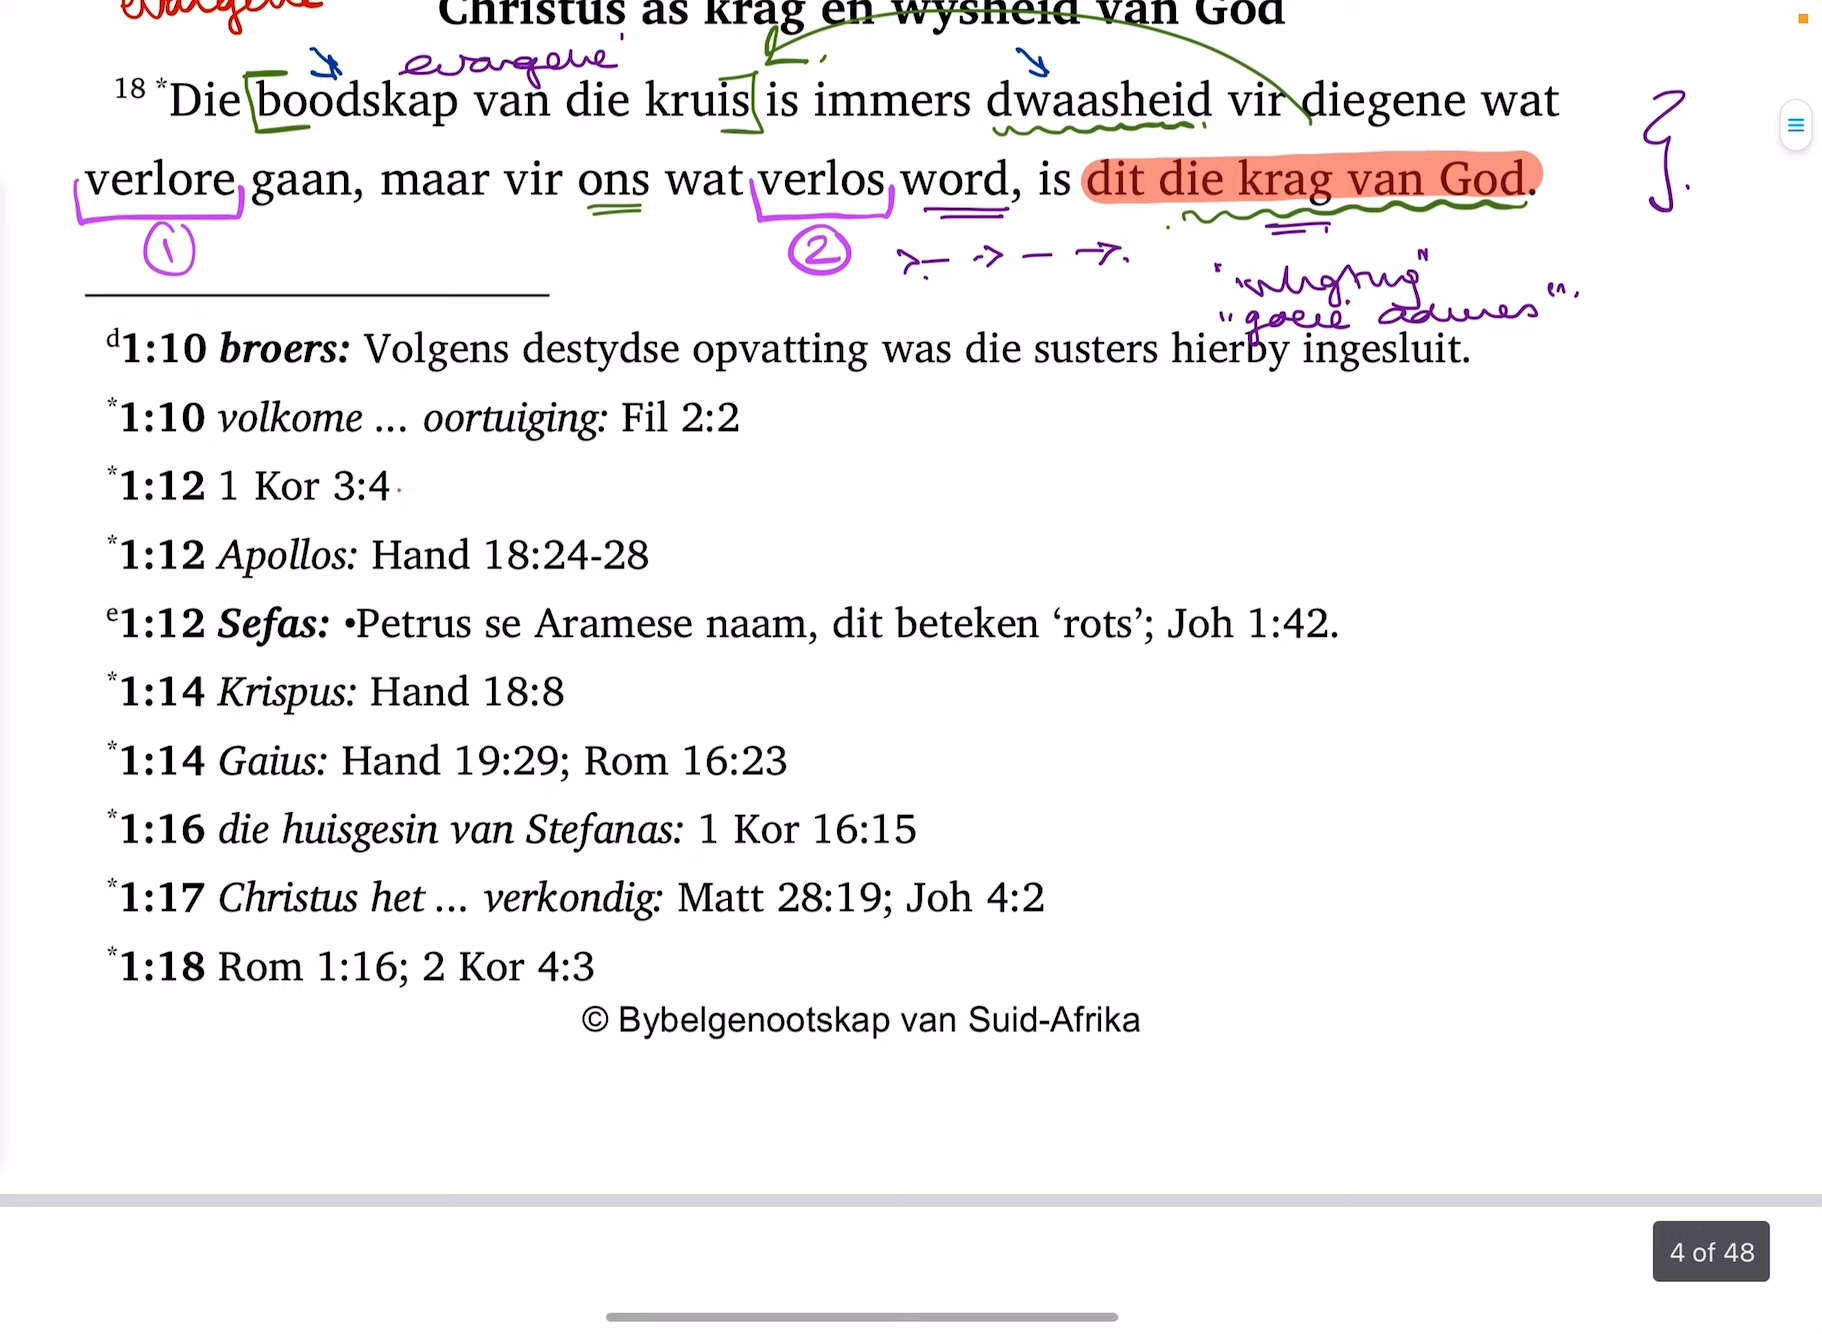 evangelie
Christus as krag en wysheid van God
evangelie
18 *Die boodskap van die kruis is immers dwaasheid vir diegene wat
verlore gaan, maar vir ons wat verlos word, is dit die krag van God.
1 2
"goeie" en,
d1:10 broers: Volgens destydse opvatting was die susters hierby ingesluit.
*1:10 volkome ... oortuiging: Fil 2:2
*1:12 1 Kor 3:4
*1:12 Apollos: Hand 18:24-28
e1:12 Sefas: •Petrus se Aramese naam, dit beteken ‘rots’; Joh 1:42.
*1:14 Krispus: Hand 18:8
*1:14 Gaius: Hand 19:29; Rom 16:23
*1:16 die huisgesin van Stefanas: 1 Kor 16:15
*1:17 Christus het ... verkondig: Matt 28:19; Joh 4:2
*1:18 Rom 1:16; 2 Kor 4:3
© Bybelgenootskap van Suid-Afrika
4 of 48